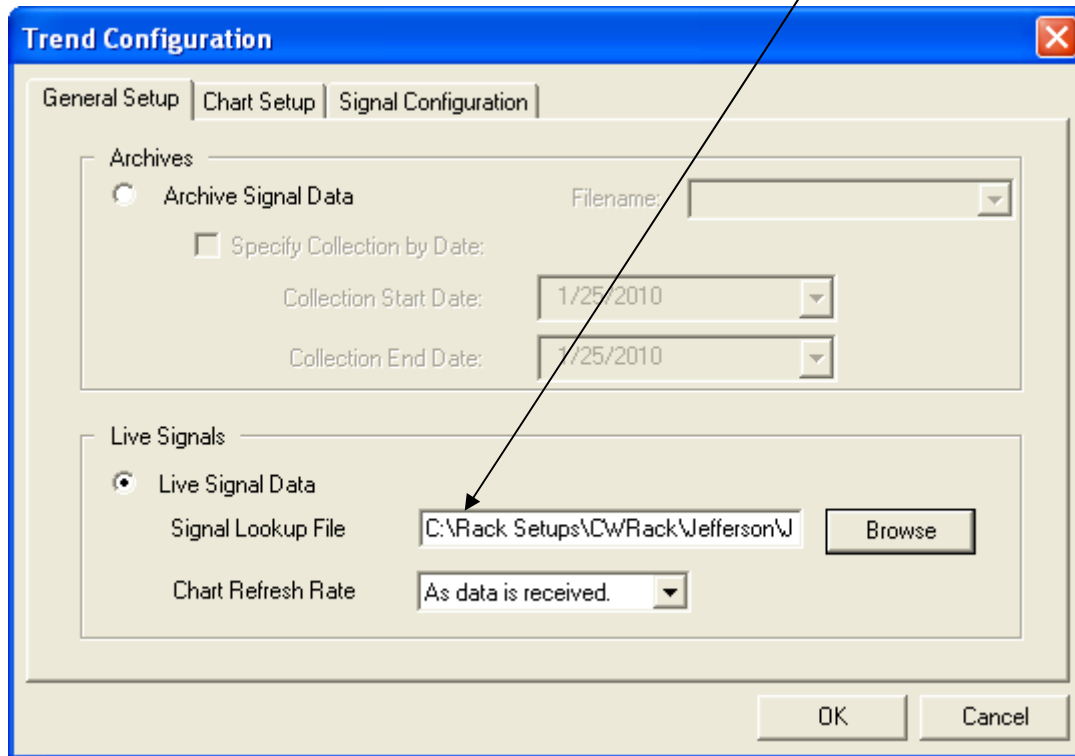 Trend Configuration
General Setup Chart Setup Signal Configuration
Archives
Archive Signal Data Filename:
Specify Collection by Date:
Collection Start Date: 1/25/2010
Collection End Date: 1/25/2010
Live Signals
Live Signal Data
Signal Lookup File C:\Rack Setups\CWRack\Jefferson\J Browse
Chart Refresh Rate As data is received.
OK Cancel